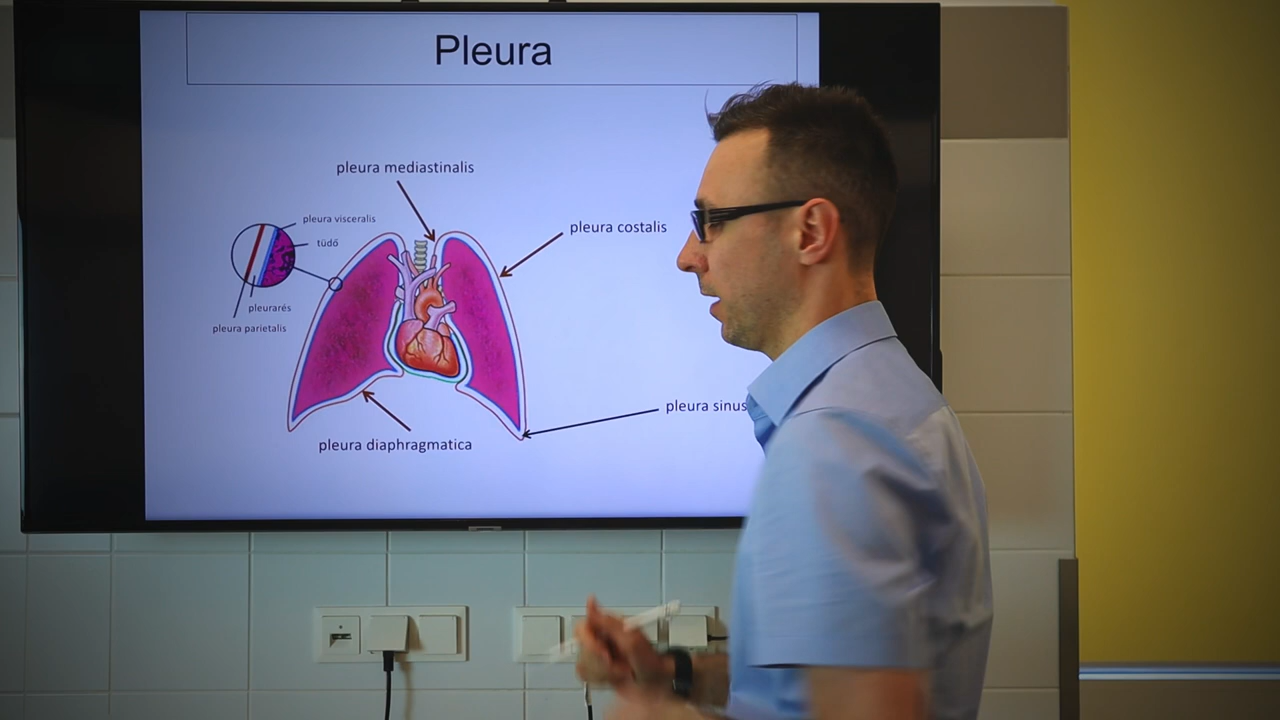 Pleura
pleura mediastinalis
pleura visceralis
pleura costalis
tüdő
pleurarés
pleura parietalis
pleura sinus
pleura diaphragmatica